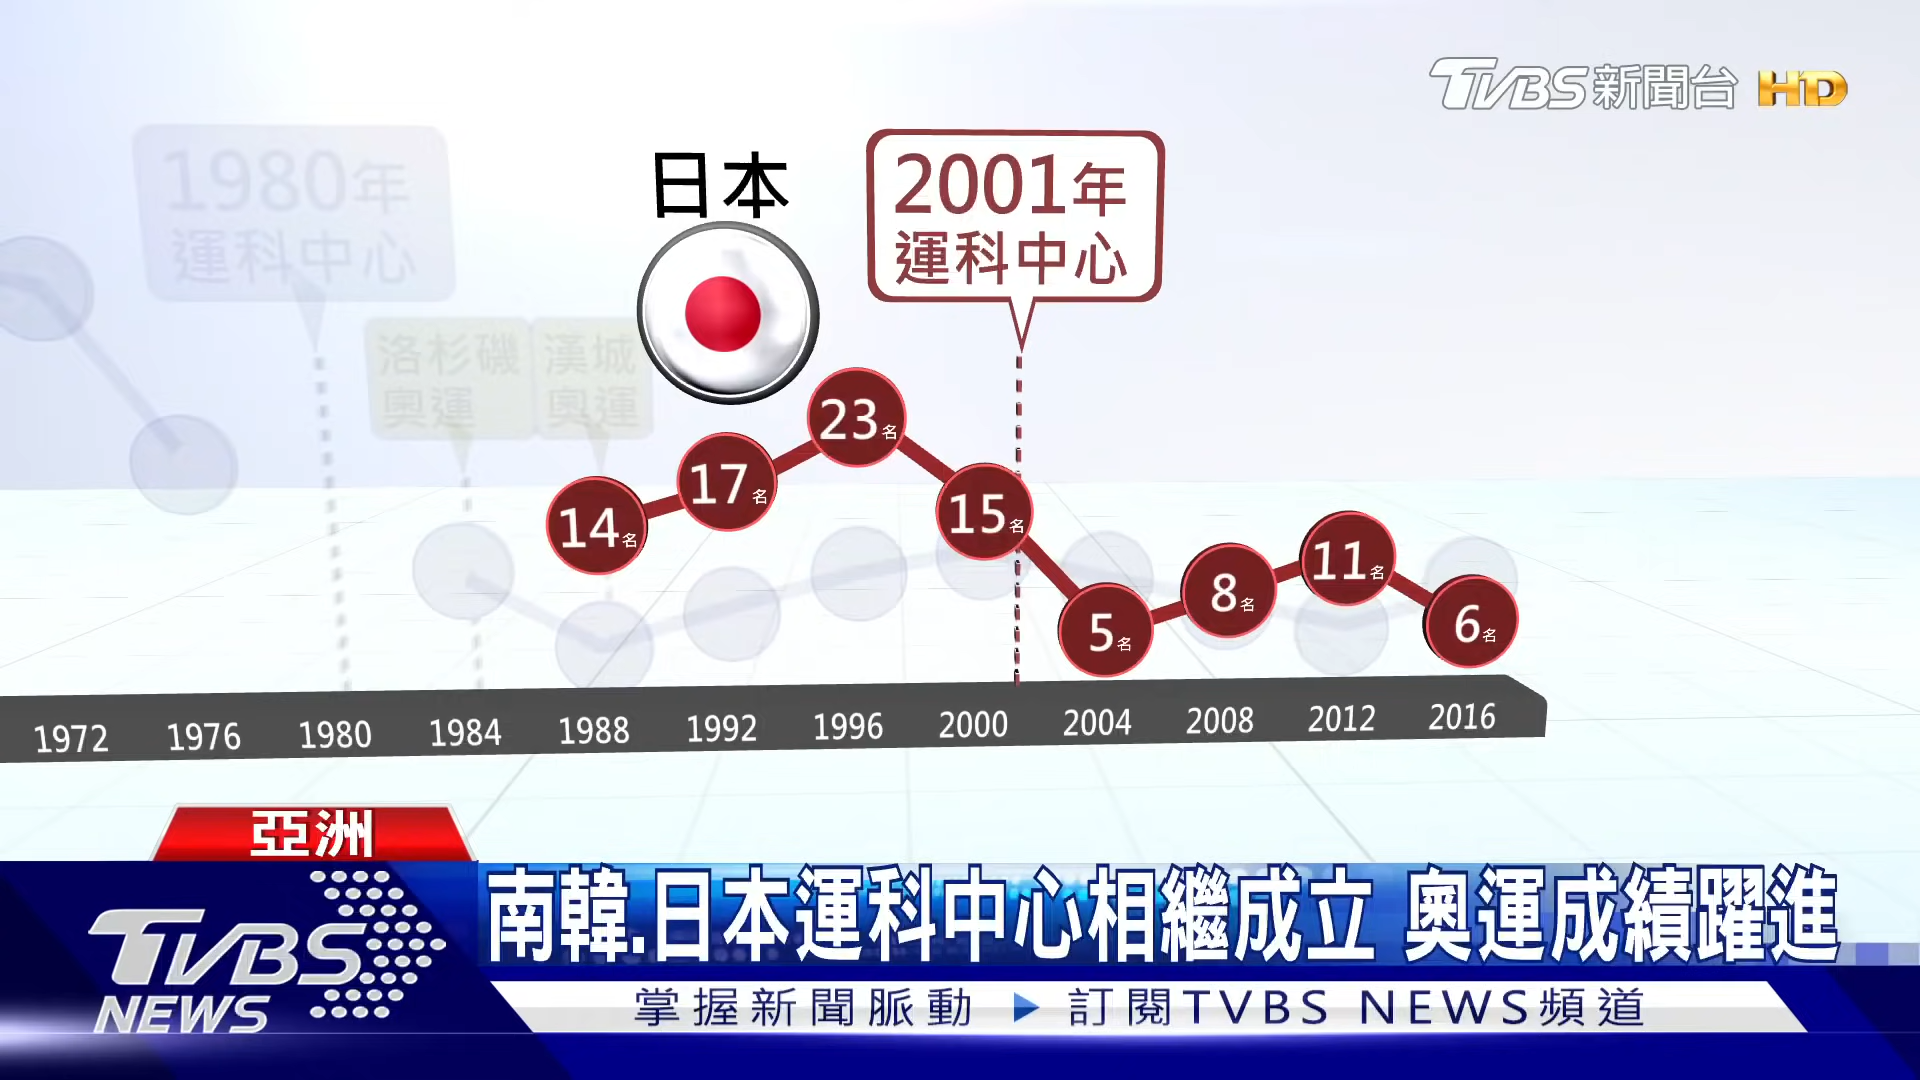 TVBS新聞台 HD
1980年
運科中心
日本
2001年
運科中心
洛杉磯
奧運
漢城
奧運
14名
17名
23名
15名
5名
8名
11名
6名
1972 1976 1980 1984 1988 1992 1996 2000 2004 2008 2012 2016
亞洲
南韓.日本運科中心相繼成立 奧運成績躍進
TVBS
NEWS
掌握新聞脈動 ▶ 訂閱TVBS NEWS頻道